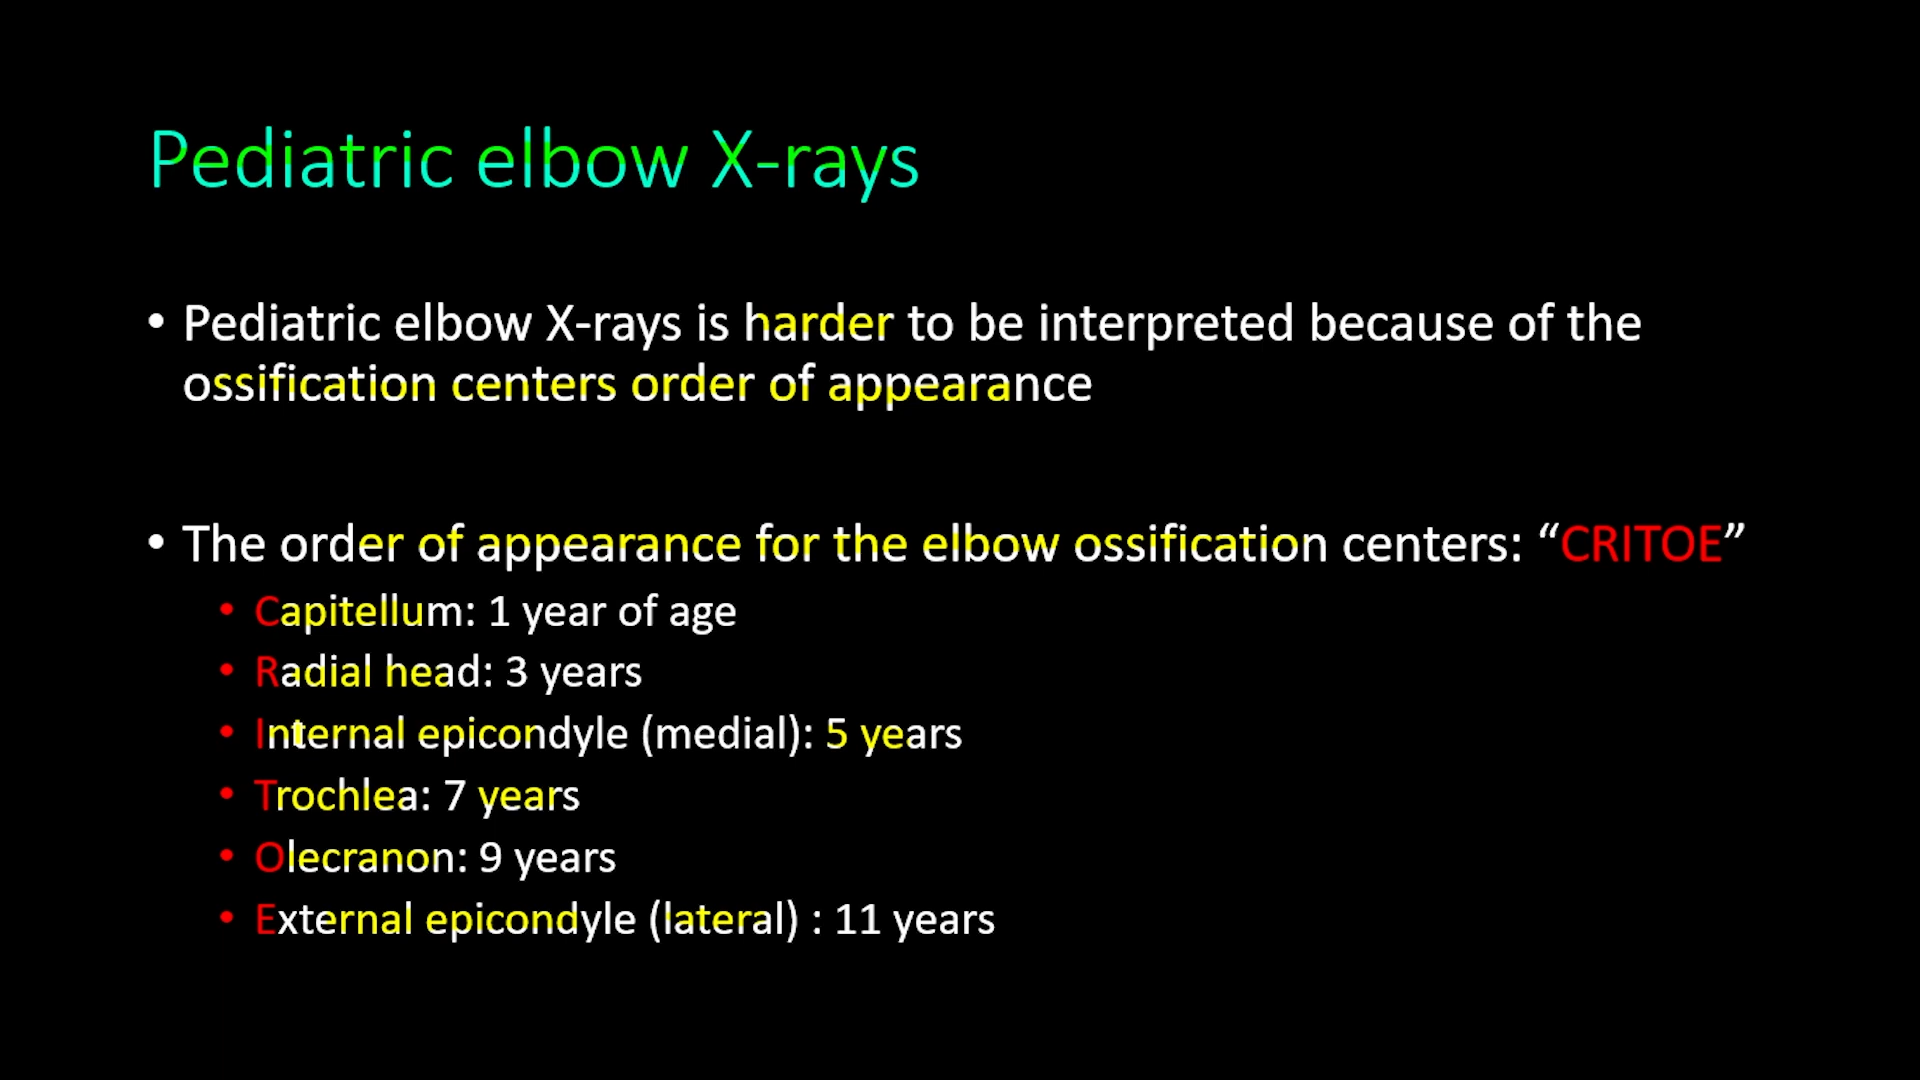 Pediatric elbow X-rays
• Pediatric elbow X-rays is harder to be interpreted because of the
ossification centers order of appearance
• The order of appearance for the elbow ossification centers: “CRITOE”
• Capitellum: 1 year of age
• Radial head: 3 years
• Internal epicondyle (medial): 5 years
• Trochlea: 7 years
• Olecranon: 9 years
• External epicondyle (lateral) : 11 years